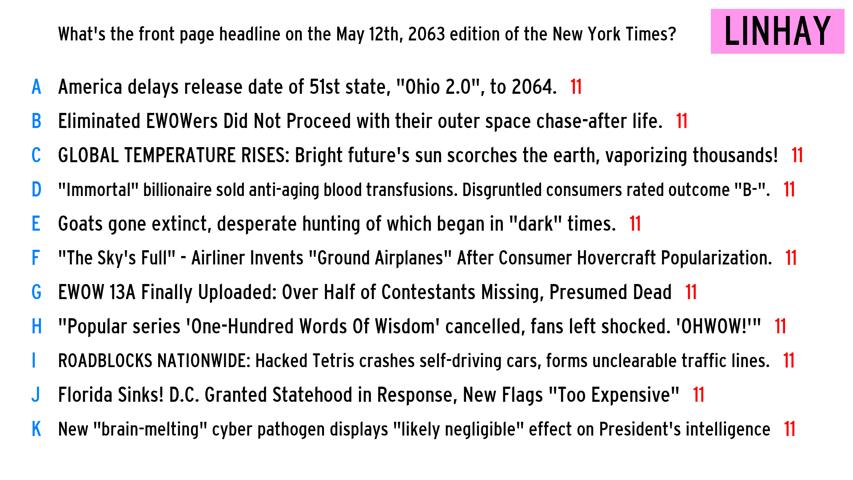 What's the front page headline on the May 12th, 2063 edition of the New York Times?
LINHAY
A America delays release date of 51st state, "Ohio 2.0", to 2064. 11
B Eliminated EWOWers Did Not Proceed with their outer space chase-after life. 11
C GLOBAL TEMPERATURE RISES: Bright future's sun scorches the earth, vaporizing thousands! 11
D "Immortal" billionaire sold anti-aging blood transfusions. Disgruntled consumers rated outcome "B-". 11
E Goats gone extinct, desperate hunting of which began in "dark" times. 11
F "The Sky's Full" - Airliner Invents "Ground Airplanes" After Consumer Hovercraft Popularization. 11
G EWOW 13A Finally Uploaded: Over Half of Contestants Missing, Presumed Dead 11
H "Popular series 'One-Hundred Words Of Wisdom' cancelled, fans left shocked. 'OHWOW!'" 11
I ROADBLOCKS NATIONWIDE: Hacked Tetris crashes self-driving cars, forms unclearable traffic lines. 11
J Florida Sinks! D.C. Granted Statehood in Response, New Flags "Too Expensive" 11
K New "brain-melting" cyber pathogen displays "likely negligible" effect on President's intelligence 11